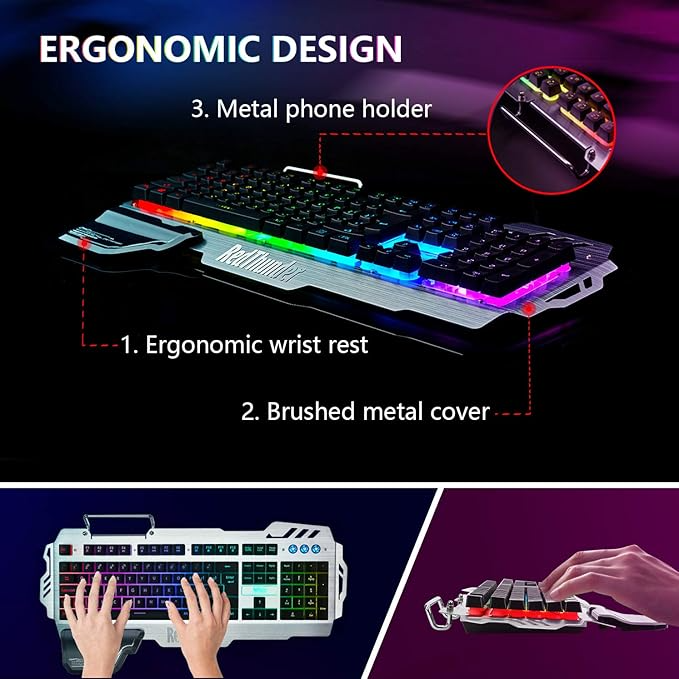 ERGONOMIC DESIGN
3. Metal phone holder
RedThunder
1. Ergonomic wrist rest
2. Brushed metal cover